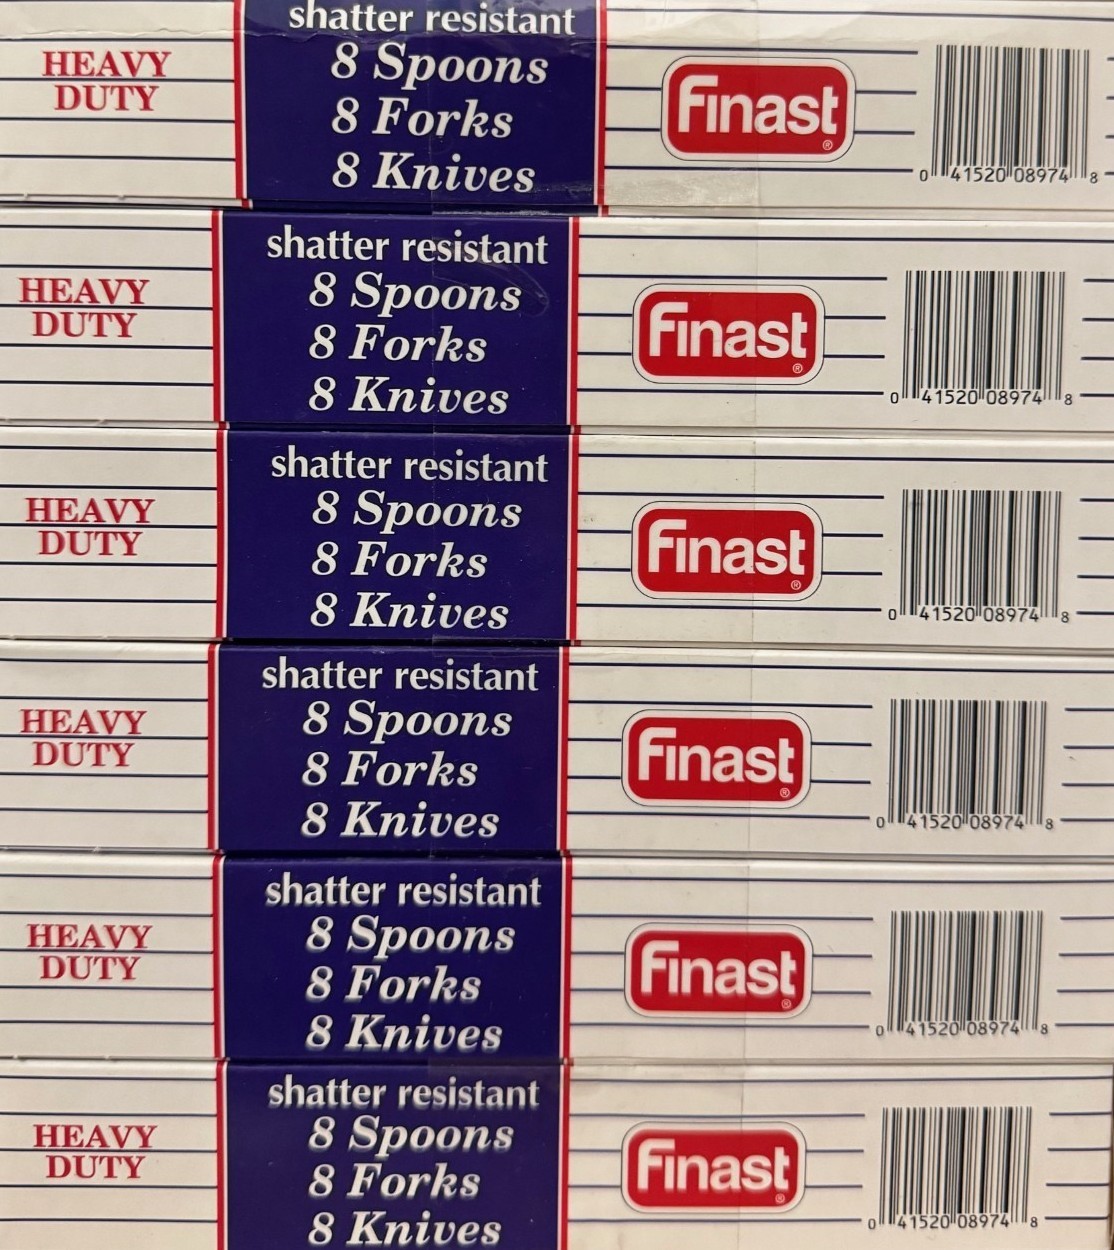 HEAVY
DUTY
shatter resistant
8 Spoons
8 Forks
8 Knives
Finast
®
0 41520 08974 8
HEAVY
DUTY
shatter resistant
8 Spoons
8 Forks
8 Knives
Finast
®
0 41520 08974 8
HEAVY
DUTY
shatter resistant
8 Spoons
8 Forks
8 Knives
Finast
®
0 41520 08974 8
HEAVY
DUTY
shatter resistant
8 Spoons
8 Forks
8 Knives
Finast
®
0 41520 08974 8
HEAVY
DUTY
shatter resistant
8 Spoons
8 Forks
8 Knives
Finast
®
0 41520 08974 8
HEAVY
DUTY
shatter resistant
8 Spoons
8 Forks
8 Knives
Finast
®
0 41520 08974 8